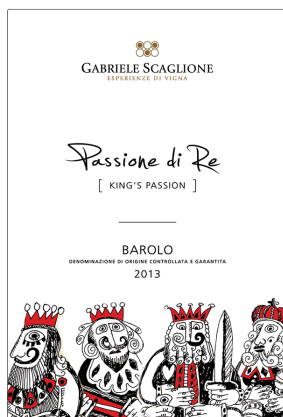 GABRIELE SCAGLIONE
ESPERIENZE DI VIGNA
Passione di Re
[ KING'S PASSION ]
BAROLO
DENOMINAZIONE DI ORIGINE CONTROLLATA E GARANTITA
2013